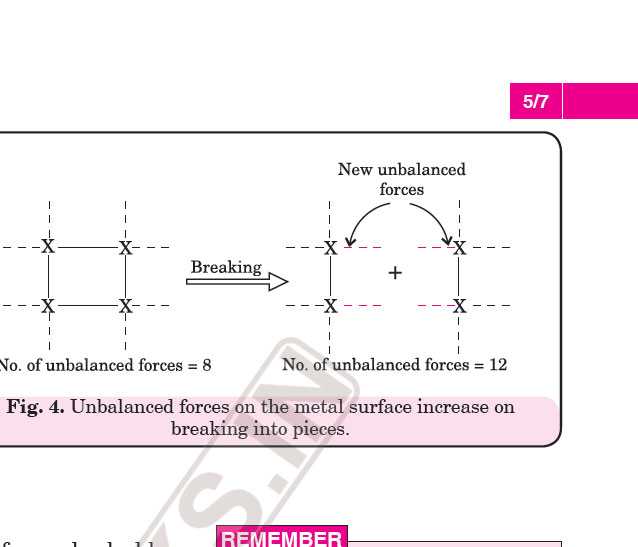 5/7
New unbalanced
forces
X X X X
Breaking
+
X X X X
No. of unbalanced forces = 8 No. of unbalanced forces = 12
Fig. 4. Unbalanced forces on the metal surface increase on
breaking into pieces.
REMEMBER